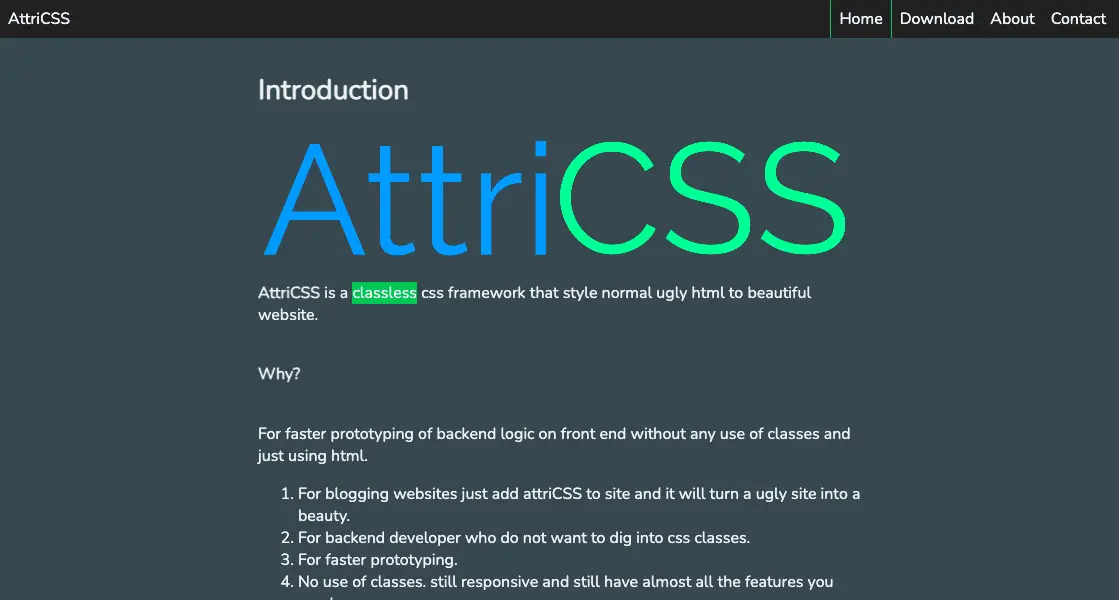 AttriCSS Home Download About Contact
Introduction
AttriCSS
AttriCSS is a classless css framework that style normal ugly html to beautiful
website.
Why?
For faster prototyping of backend logic on front end without any use of classes and
just using html.
1. For blogging websites just add attriCSS to site and it will turn a ugly site into a
beauty.
2. For backend developer who do not want to dig into css classes.
3. For faster prototyping.
4. No use of classes. still responsive and still have almost all the features you